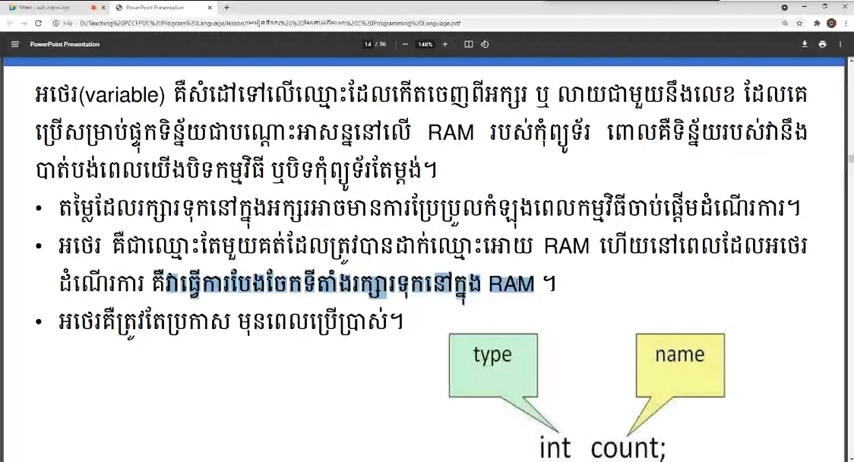 PowerPoint Presentation
PowerPoint Presentation 14 / 56 148%
អថេរ(variable) គឺសំដៅទៅលើឈ្មោះដែលកើតចេញពីអក្សរ ឬ លាយជាមួយនឹងលេខ ដែលគេ
ប្រើសម្រាប់ផ្ទុកទិន្ន័យជាបណ្តោះអាសន្ននៅលើ RAM របស់កុំព្យូទ័រ ពោលគឺទិន្ន័យរបស់វានឹង
បាត់បង់ពេលយើងបិទកម្មវិធី ឬបិទកុំព្យូទ័រតែម្តង។
• តម្លៃដែលរក្សារទុកនៅក្នុងអក្សរអាចមានការប្រែប្រួលកំឡុងពេលកម្មវិធីចាប់ផ្តើមដំណើរការ។
• អថេរ គឺជាឈ្មោះតែមួយគត់ដែលត្រូវបានដាក់ឈ្មោះអោយ RAM ហើយនៅពេលដែលអថេរ
ដំណើរការ គឺវាធ្វើការបែងចែកទីតាំងរក្សារទុកនៅក្នុង RAM ។
• អថេរគឺត្រូវតែប្រកាស មុនពេលប្រើប្រាស់។
type name
int count;